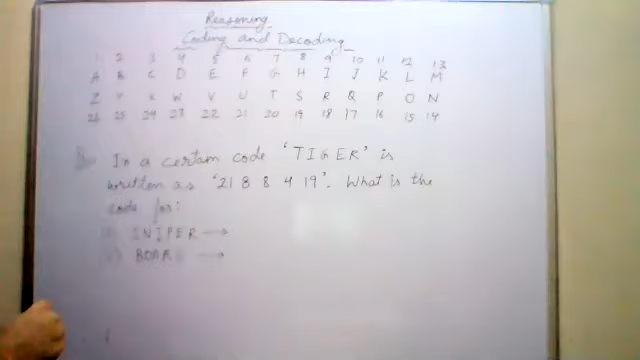 Reasoning
Coding and Decoding
1 2 3 4 5 6 7 8 9 10 11 12 13
A B C D E F G H I J K L M
Z Y X W V U T S R Q P O N
26 25 24 23 22 21 20 19 18 17 16 15 14
In a certain code 'TIGER' is
written as '21 8 8 4 19'. What is the
code for:
SNIPER →
BOARD →